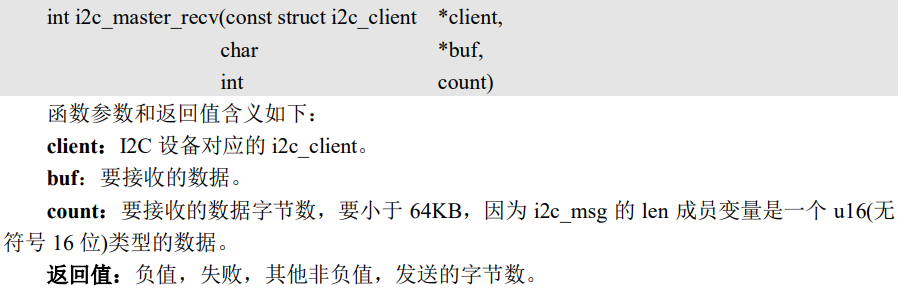 int i2c_master_recv(const struct i2c_client *client,
char *buf,
int count)
函数参数和返回值含义如下：
client：I2C 设备对应的 i2c_client。
buf：要接收的数据。
count：要接收的数据字节数，要小于 64KB，因为 i2c_msg 的 len 成员变量是一个 u16(无
符号 16 位)类型的数据。
返回值：负值，失败，其他非负值，发送的字节数。